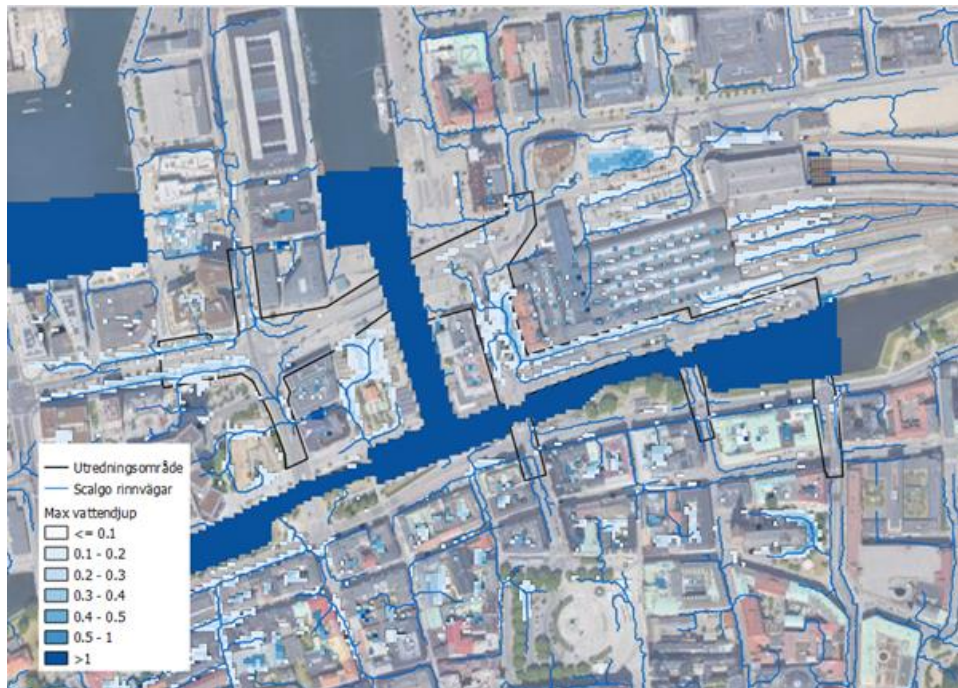 Utredningsområde
Scalgo rinnvägar
Max vattendjup
<= 0.1
0.1 - 0.2
0.2 - 0.3
0.3 - 0.4
0.4 - 0.5
0.5 - 1
>1